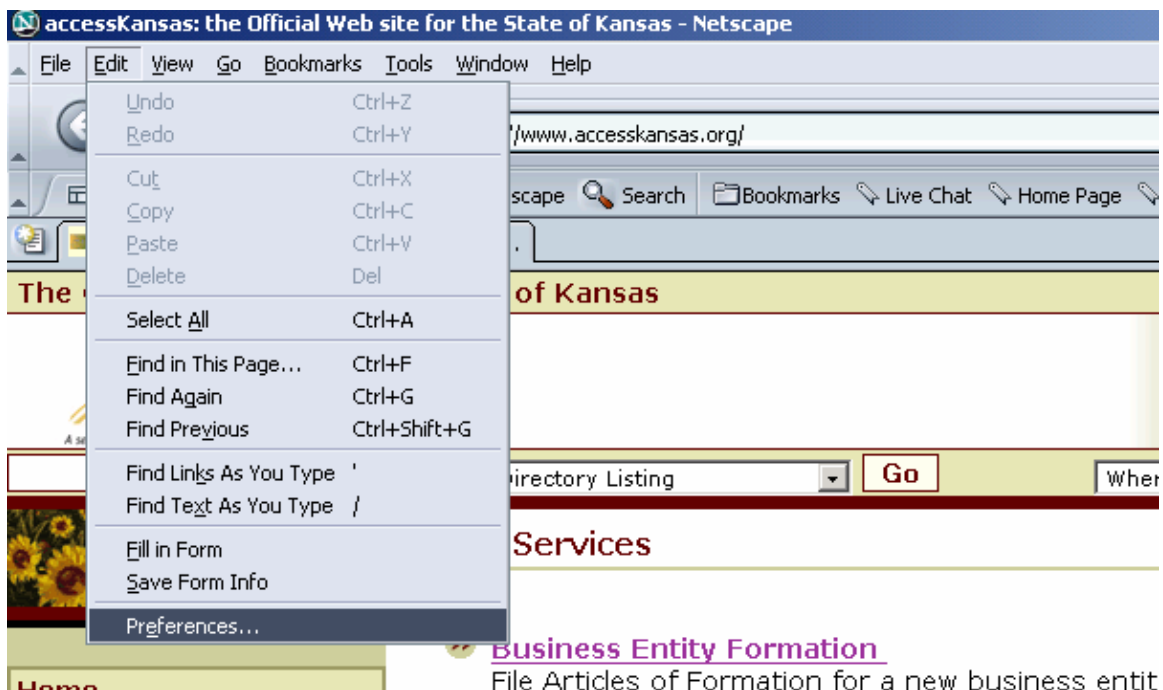 accessKansas: the Official Web site for the State of Kansas - Netscape
File Edit View Go Bookmarks Tools Window Help
Undo Ctrl+Z
Redo Ctrl+Y
/www.accesskansas.org/
Cut Ctrl+X
Copy Ctrl+C
Paste Ctrl+V
Delete Del
scape Search Bookmarks Live Chat Home Page
The
of Kansas
Select All Ctrl+A
Find in This Page... Ctrl+F
Find Again Ctrl+G
Find Previous Ctrl+Shift+G
Find Links As You Type '
Find Text As You Type /
Fill in Form
Save Form Info
Preferences...
A se
irectory Listing Go Wher
Services
Business Entity Formation
File Articles of Formation for a new business entit
Home